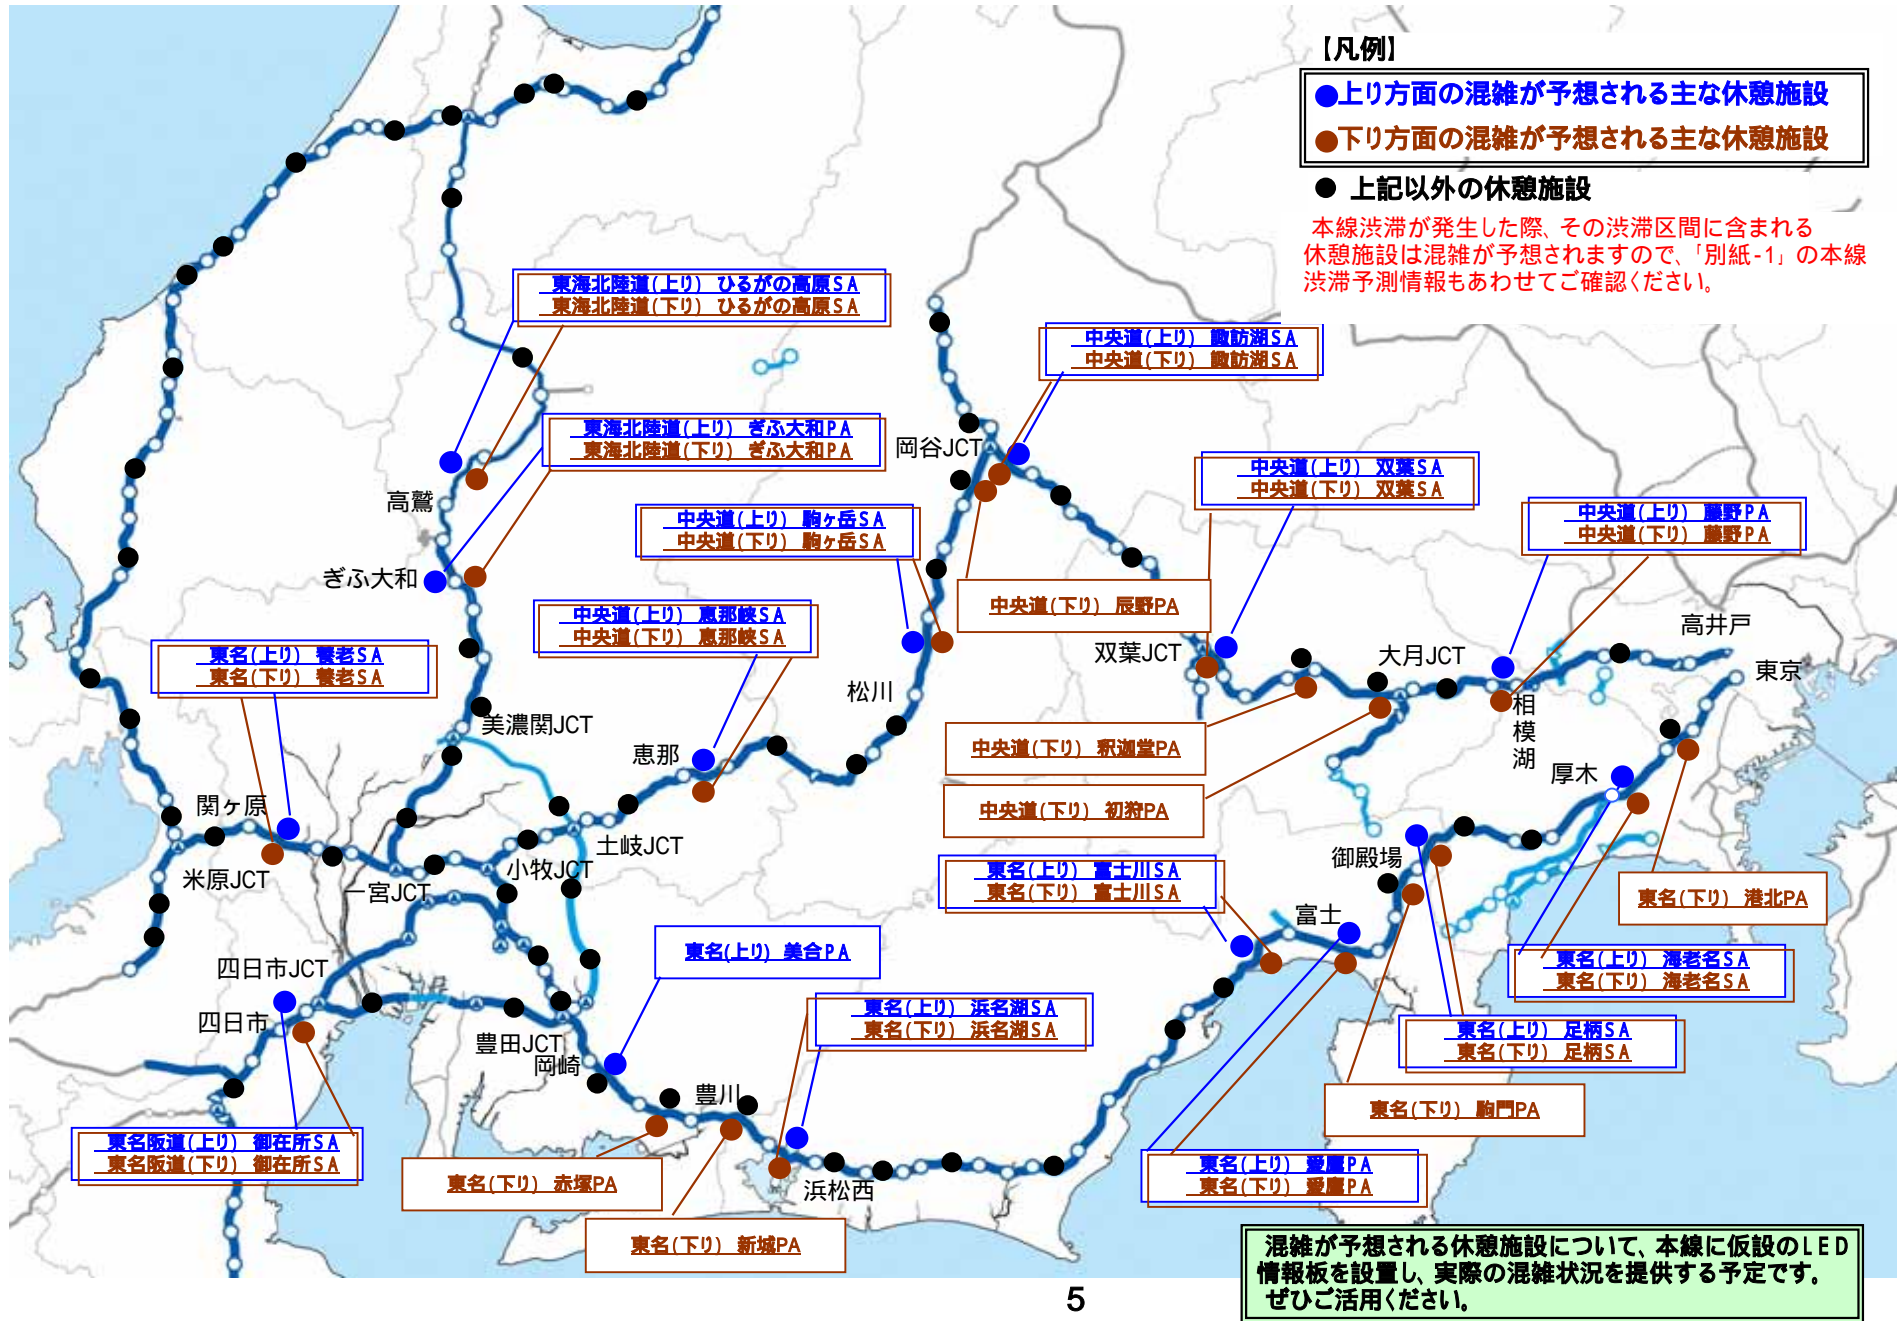 【凡例】
●上り方面の混雑が予想される主な休憩施設
●下り方面の混雑が予想される主な休憩施設
● 上記以外の休憩施設
本線渋滞が発生した際、その渋滞区間に含まれる
休憩施設は混雑が予想されますので、「別紙-1」の本線
渋滞予測情報もあわせてご確認ください。
東海北陸道(上り) ひるがの高原SA
東海北陸道(下り) ひるがの高原SA
中央道(上り) 諏訪湖SA
中央道(下り) 諏訪湖SA
東海北陸道(上り) ぎふ大和PA
東海北陸道(下り) ぎふ大和PA
岡谷JCT
中央道(上り) 双葉SA
中央道(下り) 双葉SA
高鷲
中央道(上り) 駒ヶ岳SA
中央道(下り) 駒ヶ岳SA
中央道(上り) 藤野PA
中央道(下り) 藤野PA
ぎふ大和
中央道(下り) 辰野PA
中央道(上り) 恵那峡SA
中央道(下り) 恵那峡SA
高井戸
東名(上り) 養老SA
東名(下り) 養老SA
双葉JCT
大月JCT
東京
松川
相模湖
美濃関JCT
恵那
中央道(下り) 釈迦堂PA
厚木
関ヶ原
中央道(下り) 初狩PA
土岐JCT
米原JCT
一宮JCT
小牧JCT
御殿場
東名(上り) 富士川SA
東名(下り) 富士川SA
東名(下り) 港北PA
富士
東名(上り) 美合PA
東名(上り) 海老名SA
東名(下り) 海老名SA
四日市JCT
四日市
東名(上り) 浜名湖SA
東名(下り) 浜名湖SA
東名(上り) 足柄SA
東名(下り) 足柄SA
豊田JCT
岡崎
豊川
東名(下り) 駒門PA
東名阪道(上り) 御在所SA
東名阪道(下り) 御在所SA
東名(下り) 赤塚PA
浜松西
東名(上り) 愛鷹PA
東名(下り) 愛鷹PA
東名(下り) 新城PA
混雑が予想される休憩施設について、本線に仮設のLED
情報板を設置し、実際の混雑状況を提供する予定です。
ぜひご活用ください。
5